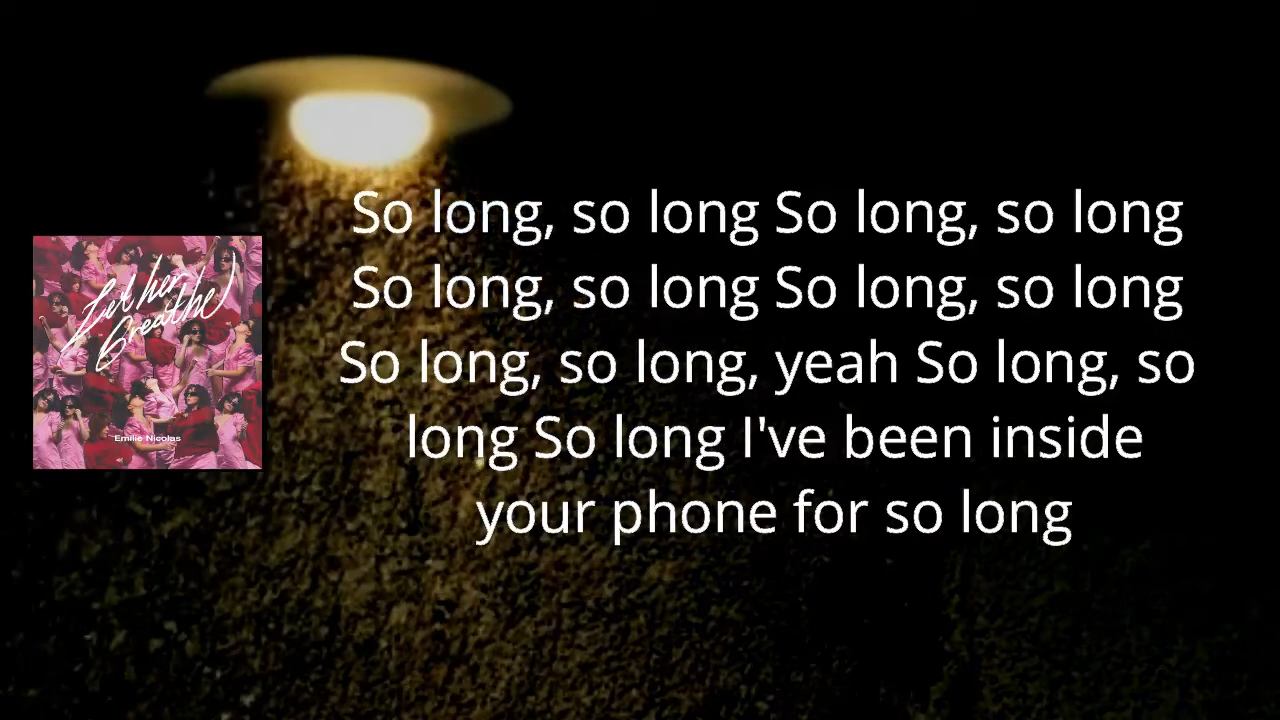 So long, so long So long, so long
So long, so long So long, so long
So long, so long, yeah So long, so
long So long I've been inside
your phone for so long
Let her
breathe
Emilie Nicolas